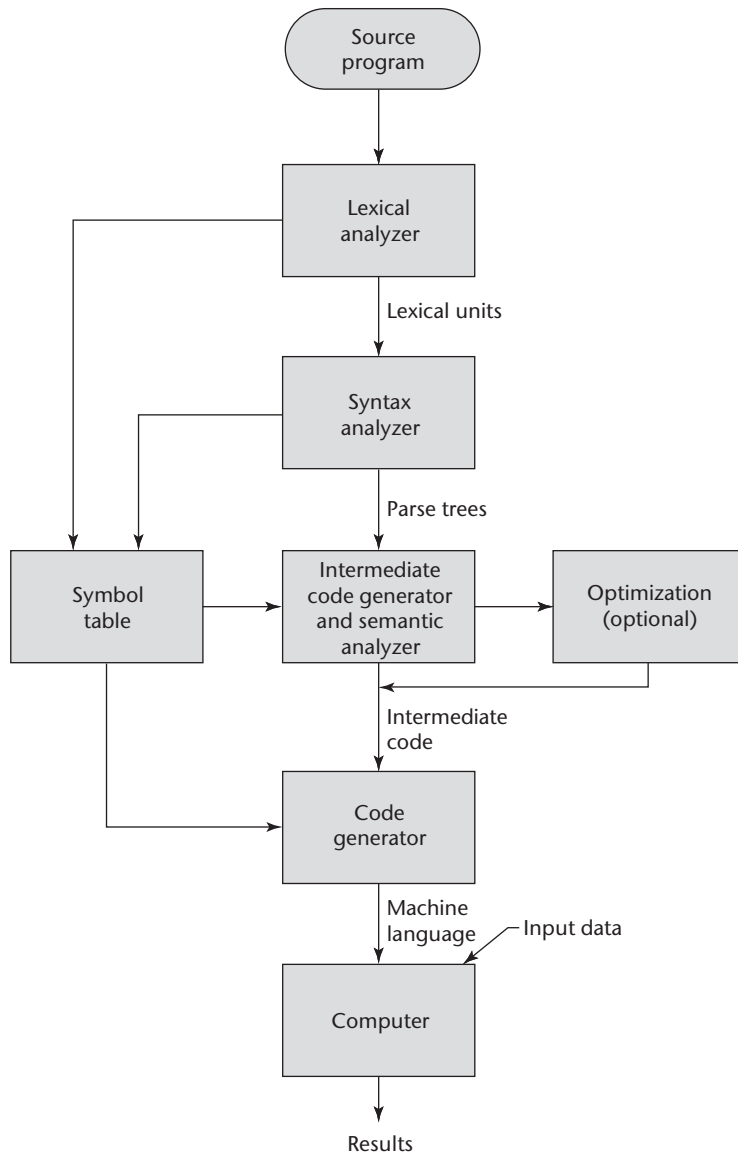 Source
program
Lexical
analyzer
Lexical units
Syntax
analyzer
Parse trees
Symbol
table
Intermediate
code generator
and semantic
analyzer
Optimization
(optional)
Intermediate
code
Code
generator
Machine
language
Input data
Computer
Results